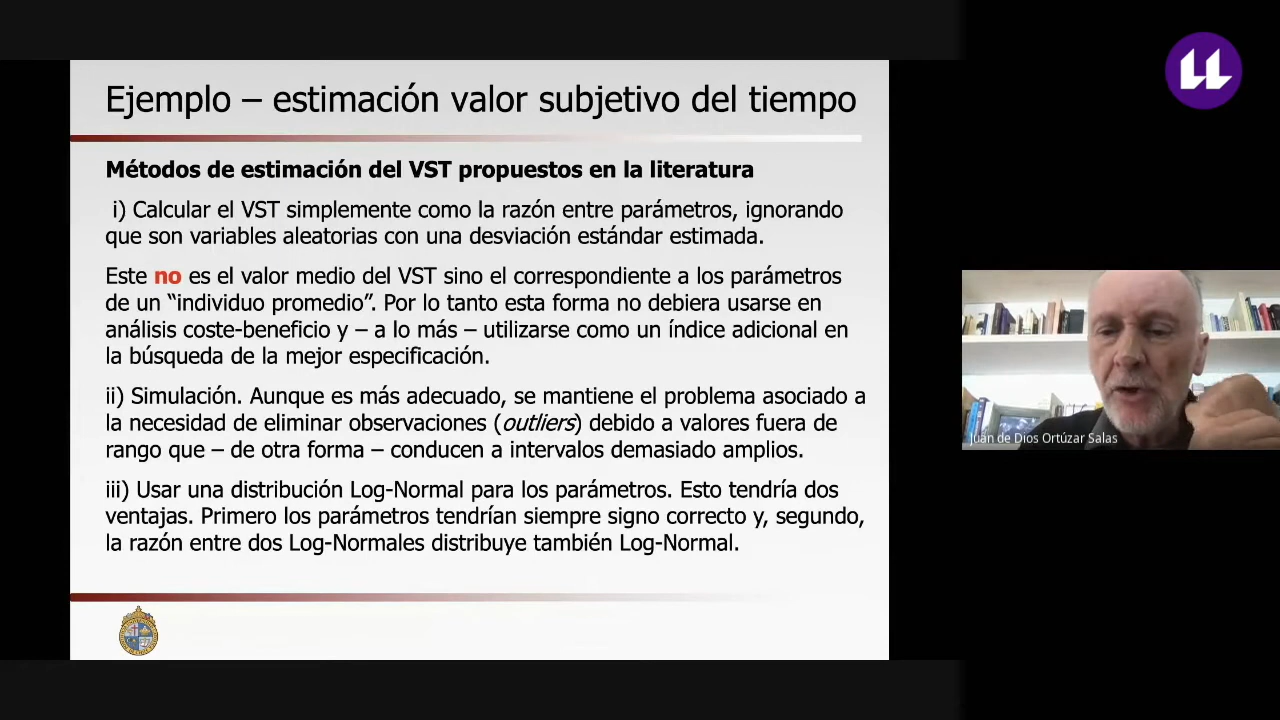 Ejemplo – estimación valor subjetivo del tiempo
Métodos de estimación del VST propuestos en la literatura
i) Calcular el VST simplemente como la razón entre parámetros, ignorando
que son variables aleatorias con una desviación estándar estimada.
Este no es el valor medio del VST sino el correspondiente a los parámetros
de un “individuo promedio”. Por lo tanto esta forma no debiera usarse en
análisis coste-beneficio y – a lo más – utilizarse como un índice adicional en
la búsqueda de la mejor especificación.
ii) Simulación. Aunque es más adecuado, se mantiene el problema asociado a
la necesidad de eliminar observaciones (outliers) debido a valores fuera de
rango que – de otra forma – conducen a intervalos demasiado amplios.
iii) Usar una distribución Log-Normal para los parámetros. Esto tendría dos
ventajas. Primero los parámetros tendrían siempre signo correcto y, segundo,
la razón entre dos Log-Normales distribuye también Log-Normal.
Juan de Dios Ortúzar Salas